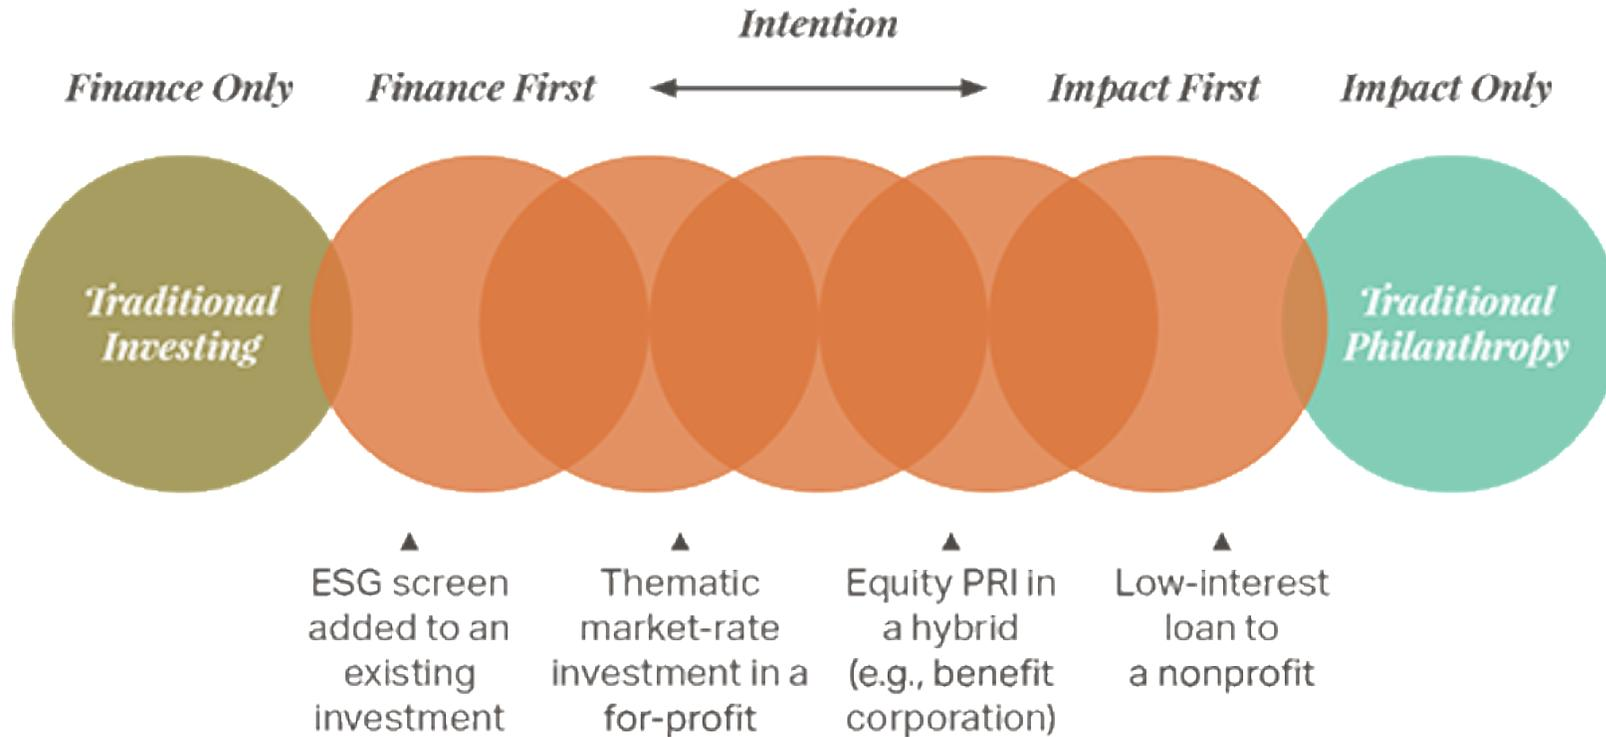 Intention
Finance Only
Finance First
Impact First
Impact Only
Traditional
Investing
Traditional
Philanthropy
ESG screen
added to an
existing
investment
Thematic
market-rate
investment in a
for-profit
Equity PRI in
a hybrid
(e.g., benefit
corporation)
Low-interest
loan to
a nonprofit